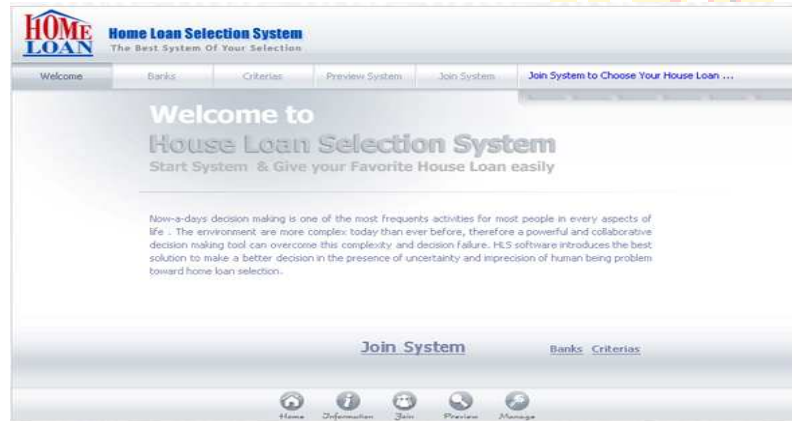 HOME
LOAN
Home Loan Selection System
The Best System Of Your Selection
Welcome Banks Criterias Preview System Join System Join System to Choose Your House Loan ...
Welcome to
House Loan Selection System
Start System & Give your Favorite House Loan easily
Now-a-days decision making is one of the most frequents activities for most people in every aspects of
life . The environment are more complex today than ever before, therefore a powerful and collaborative
decision making tool can overcome this complexity and decision failure. HLS software introduces the best
solution to make a better decision in the presence of uncertainty and imprecision of human being problem
toward home loan selection.
Join System Banks Criterias
Home Information Join Preview Manage